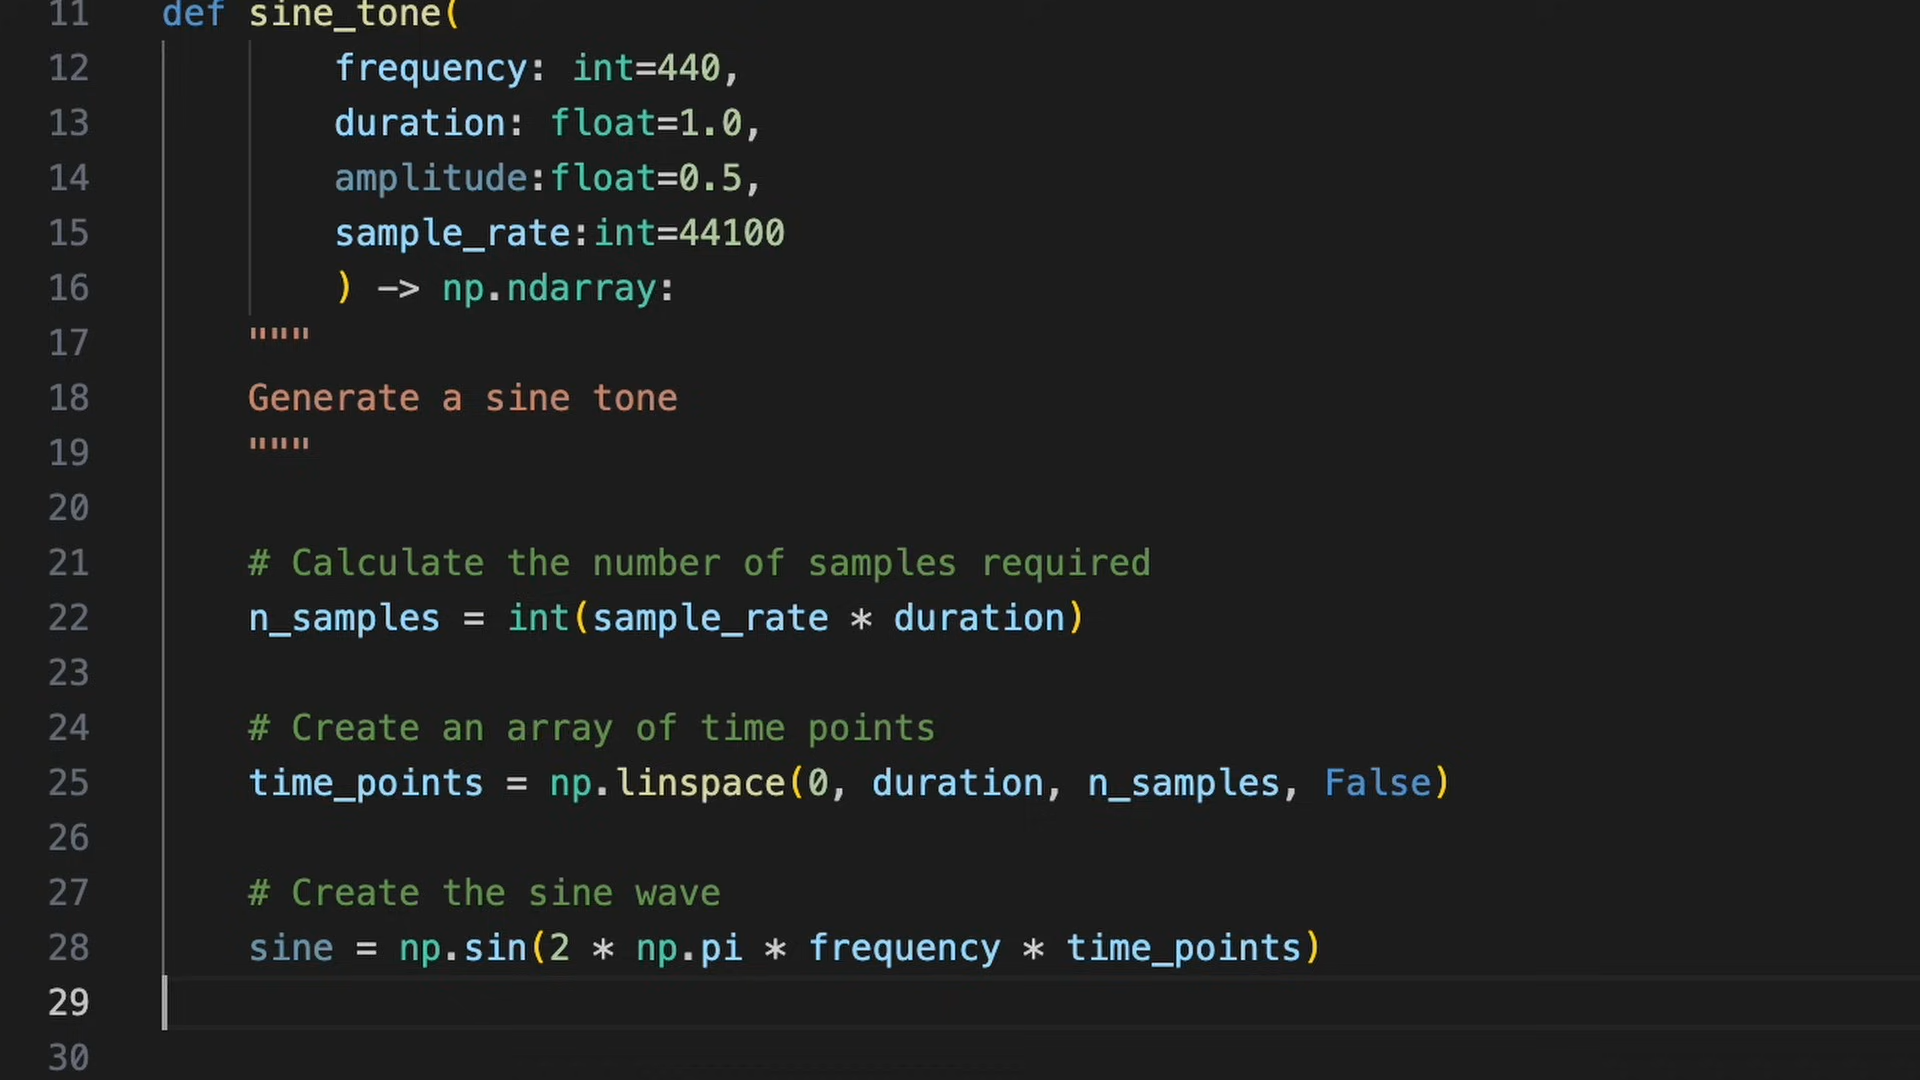 11 def sine_tone(
12 frequency: int=440,
13 duration: float=1.0,
14 amplitude:float=0.5,
15 sample_rate:int=44100
16 ) -> np.ndarray:
17 """
18 Generate a sine tone
19 """
20
21 # Calculate the number of samples required
22 n_samples = int(sample_rate * duration)
23
24 # Create an array of time points
25 time_points = np.linspace(0, duration, n_samples, False)
26
27 # Create the sine wave
28 sine = np.sin(2 * np.pi * frequency * time_points)
29
30